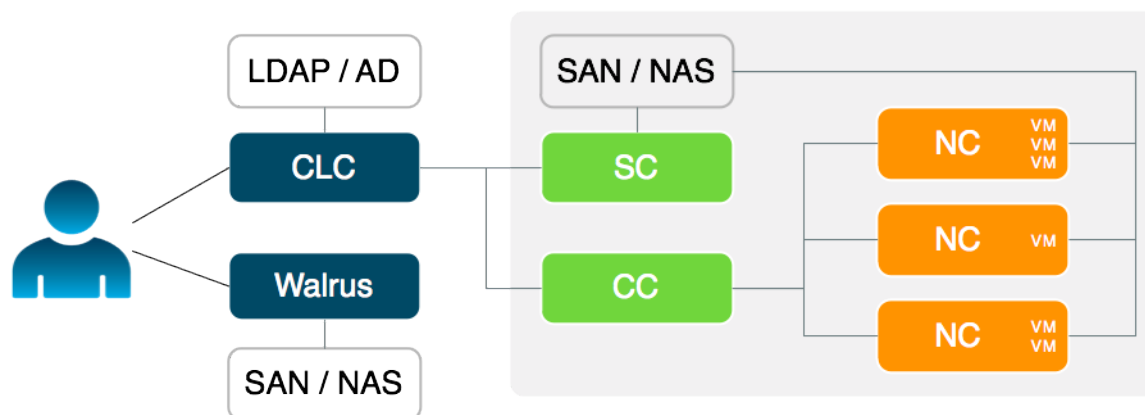 LDAP / AD
SAN / NAS
CLC
SC
NC
VM
VM
VM
NC
VM
Walrus
CC
NC
VM
VM
SAN / NAS